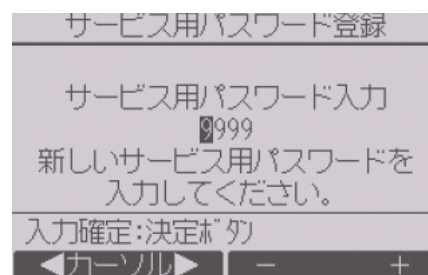 サービス用パスワード登録
サービス用パスワード入力
9999
新しいサービス用パスワードを
入力してください。
入力確定:決定ボタン
◀カーソル▶ － ＋